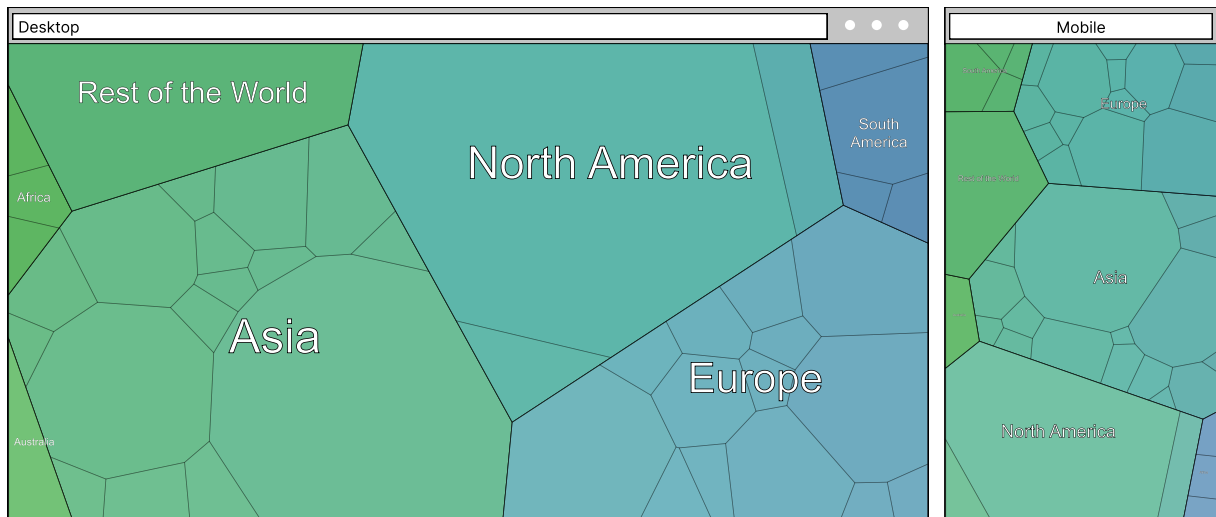 Desktop
Mobile
Rest of the World
North America
South
America
Africa
Asia
Europe
Australia
Europe
Asia
North America